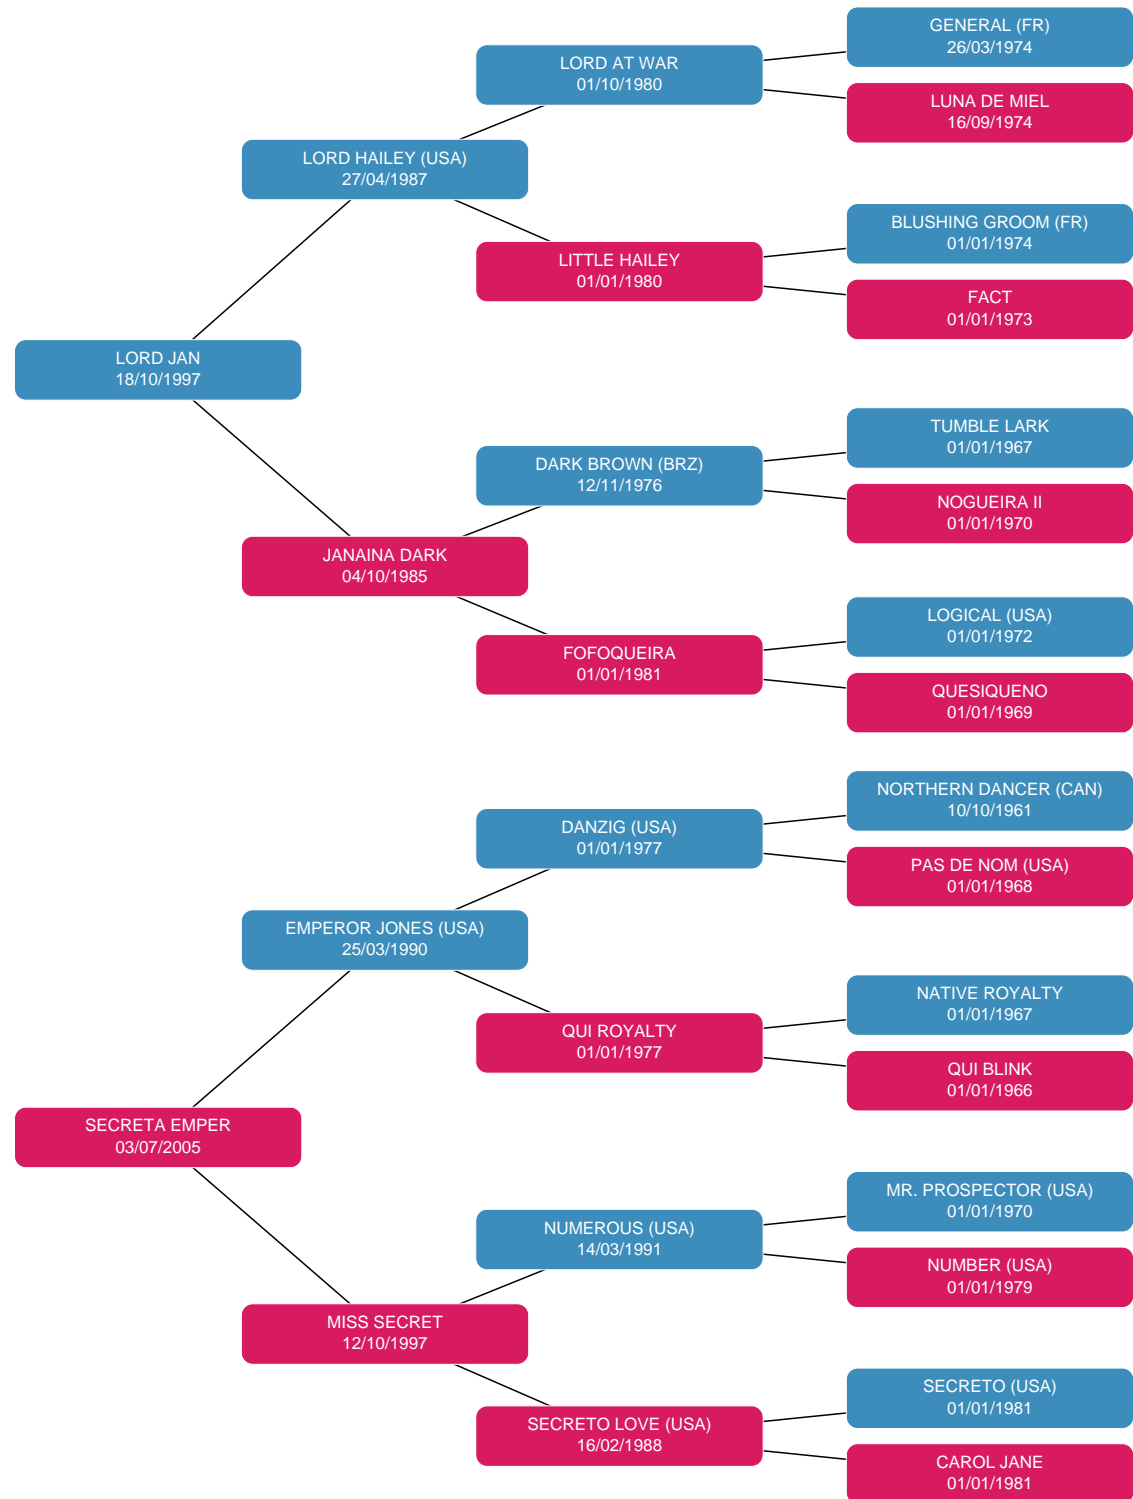 GENERAL (FR)
26/03/1974
LORD AT WAR
01/10/1980
LUNA DE MIEL
16/09/1974
LORD HAILEY (USA)
27/04/1987
BLUSHING GROOM (FR)
01/01/1974
LITTLE HAILEY
01/01/1980
FACT
01/01/1973
LORD JAN
18/10/1997
TUMBLE LARK
01/01/1967
DARK BROWN (BRZ)
12/11/1976
NOGUEIRA II
01/01/1970
JANAINA DARK
04/10/1985
LOGICAL (USA)
01/01/1972
FOFOQUEIRA
01/01/1981
QUESIQUENO
01/01/1969
NORTHERN DANCER (CAN)
10/10/1961
DANZIG (USA)
01/01/1977
PAS DE NOM (USA)
01/01/1968
EMPEROR JONES (USA)
25/03/1990
NATIVE ROYALTY
01/01/1967
QUI ROYALTY
01/01/1977
QUI BLINK
01/01/1966
SECRETA EMPER
03/07/2005
MR. PROSPECTOR (USA)
01/01/1970
NUMEROUS (USA)
14/03/1991
NUMBER (USA)
01/01/1979
MISS SECRET
12/10/1997
SECRETO (USA)
01/01/1981
SECRETO LOVE (USA)
16/02/1988
CAROL JANE
01/01/1981